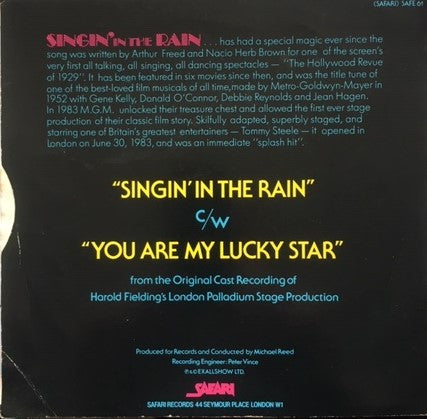 (SAFARI) SAFE 61
SINGIN' IN THE RAIN . . . has had a special magic ever since the
song was written by Arthur Freed and Nacio Herb Brown for one of the screen's
very first all talking, all singing, all dancing spectacles — "The Hollywood Revue
of 1929". It has been featured in six movies since then, and was the title tune of
one of the best-loved film musicals of all time, made by Metro-Goldwyn-Mayer in
1952 with Gene Kelly, Donald O'Connor, Debbie Reynolds and Jean Hagen.
In 1983 M.G.M. unlocked their treasure chest and allowed the first ever stage
production of their classic film story. Skilfully adapted, superbly staged, and
starring one of Britain's greatest entertainers — Tommy Steele — it opened in
London on June 30, 1983, and was an immediate "splash hit".
"SINGIN' IN THE RAIN"
c/w
"YOU ARE MY LUCKY STAR"
from the Original Cast Recording of
Harold Fielding's London Palladium Stage Production
Produced for Records and Conducted by Michael Reed
Recording Engineer: Peter Vince
℗ & © EXALLSHOW LTD.
SAFARI
SAFARI RECORDS 44 SEYMOUR PLACE LONDON W1